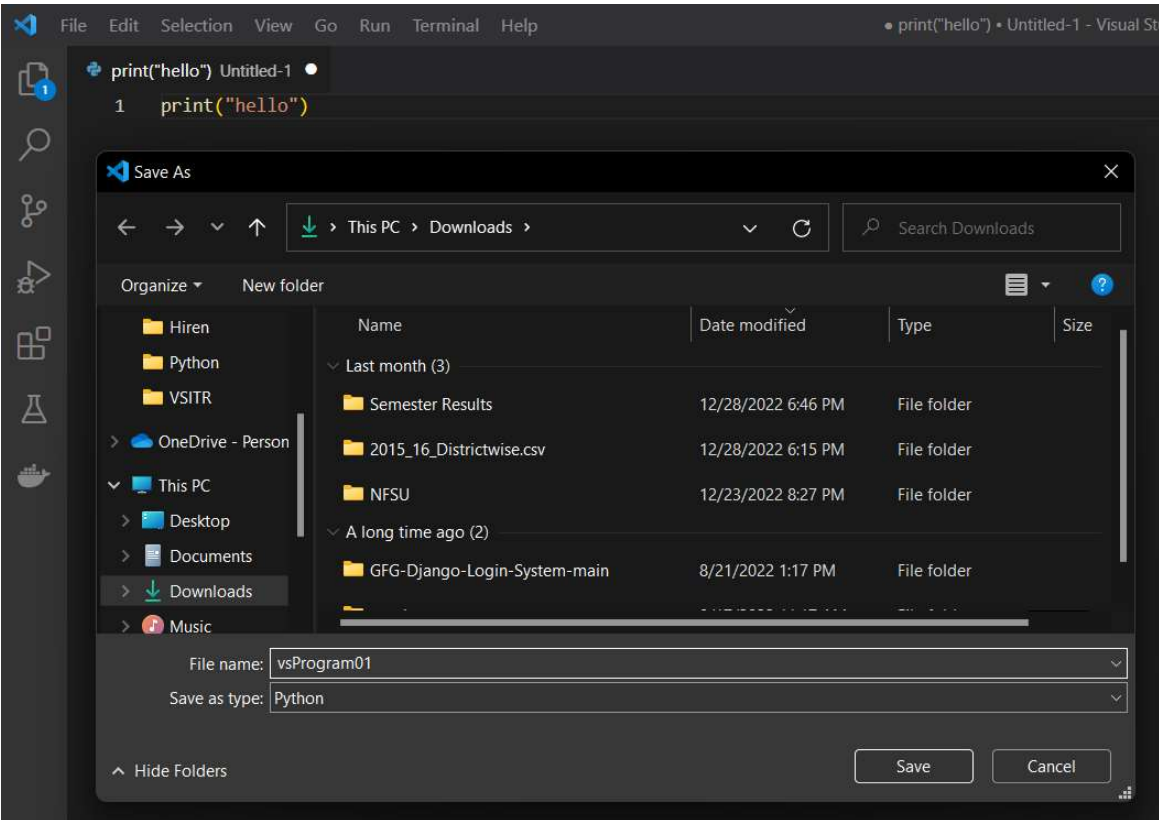 File Edit Selection View Go Run Terminal Help ● print("hello") • Untitled-1 - Visual St
1
print("hello") Untitled-1 ●
1 print("hello")
Save As
This PC > Downloads >
Search Downloads
Organize New folder
Hiren
Python
VSITR
OneDrive - Person
This PC
Desktop
Documents
Downloads
Music
Name Date modified Type Size
Last month (3)
Semester Results 12/28/2022 6:46 PM File folder
2015_16_Districtwise.csv 12/28/2022 6:15 PM File folder
NFSU 12/23/2022 8:27 PM File folder
A long time ago (2)
GFG-Django-Login-System-main 8/21/2022 1:17 PM File folder
File name: vsProgram01
Save as type: Python
Hide Folders Save Cancel